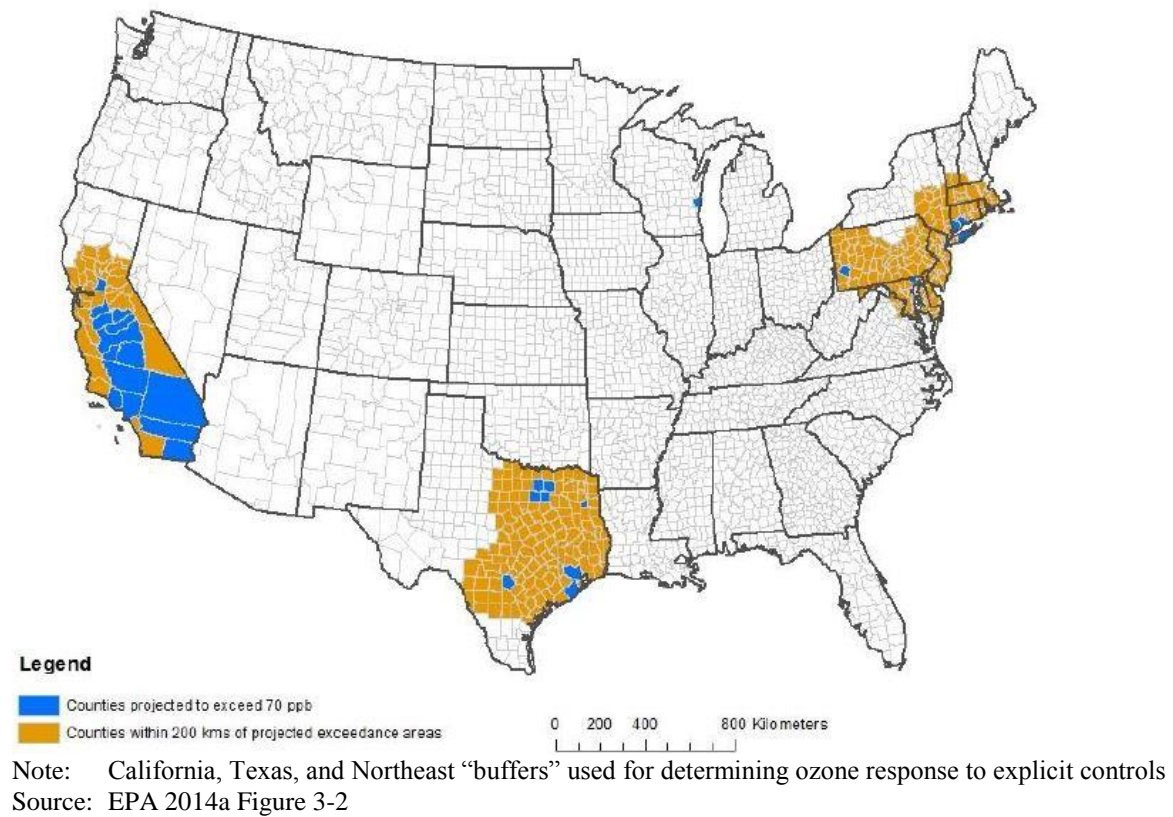 Legend
Counties projected to exceed 70 ppb
Counties within 200 kms of projected exceedance areas
0 200 400 800 Kilometers
Note: California, Texas, and Northeast “buffers” used for determining ozone response to explicit controls
Source: EPA 2014a Figure 3-2